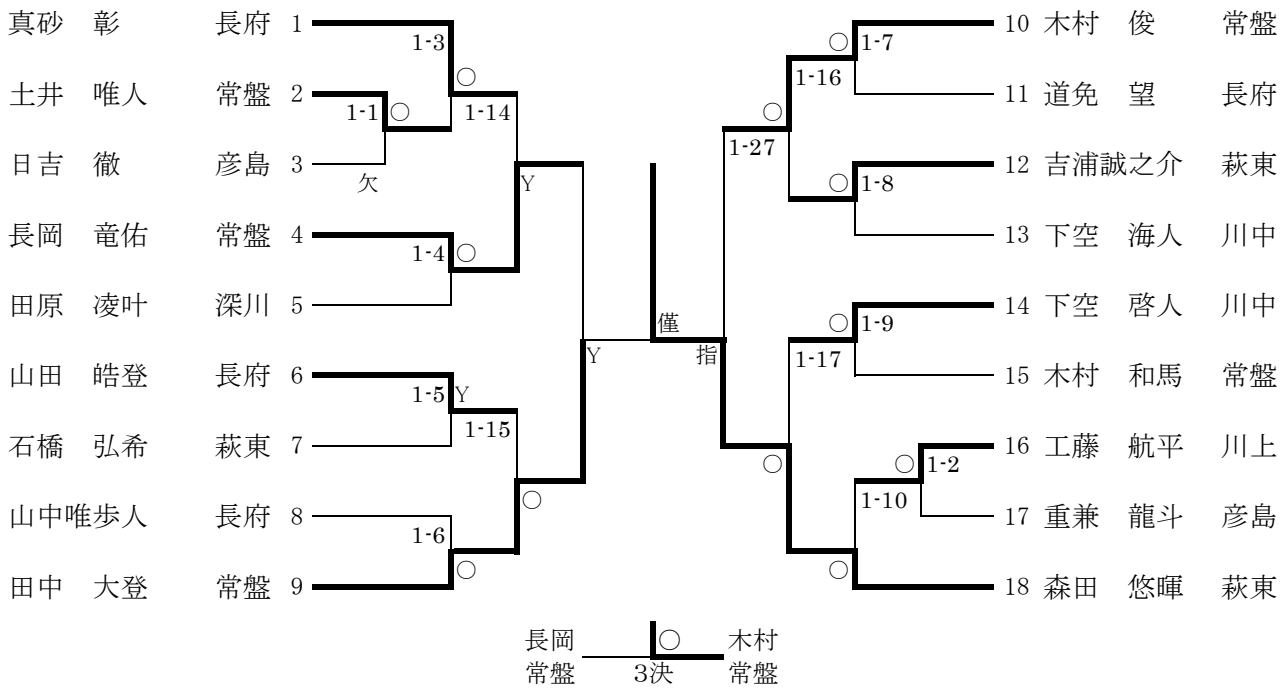 真砂 彰 長府 1
1-3
○
土井 唯人 常盤 2
1-1 ○
1-14
日吉 徹 彦島 3
欠
Y
長岡 竜佑 常盤 4
1-4 ○
田原 凌叶 深川 5
Y
山田 皓登 長府 6
1-5 Y
1-15
石橋 弘希 萩東 7
○
山中唯歩人 長府 8
1-6
○
田中 大登 常盤 9
僅
指
10 木村 俊 常盤
○ 1-7
1-16
11 道免 望 長府
○
1-27
12 吉浦誠之介 萩東
○ 1-8
13 下空 海人 川中
14 下空 啓人 川中
○ 1-9
1-17
15 木村 和馬 常盤
16 工藤 航平 川上
○
○ 1-2
1-10
17 重兼 龍斗 彦島
○
18 森田 悠暉 萩東
長岡 ○ 木村
常盤 3決 常盤